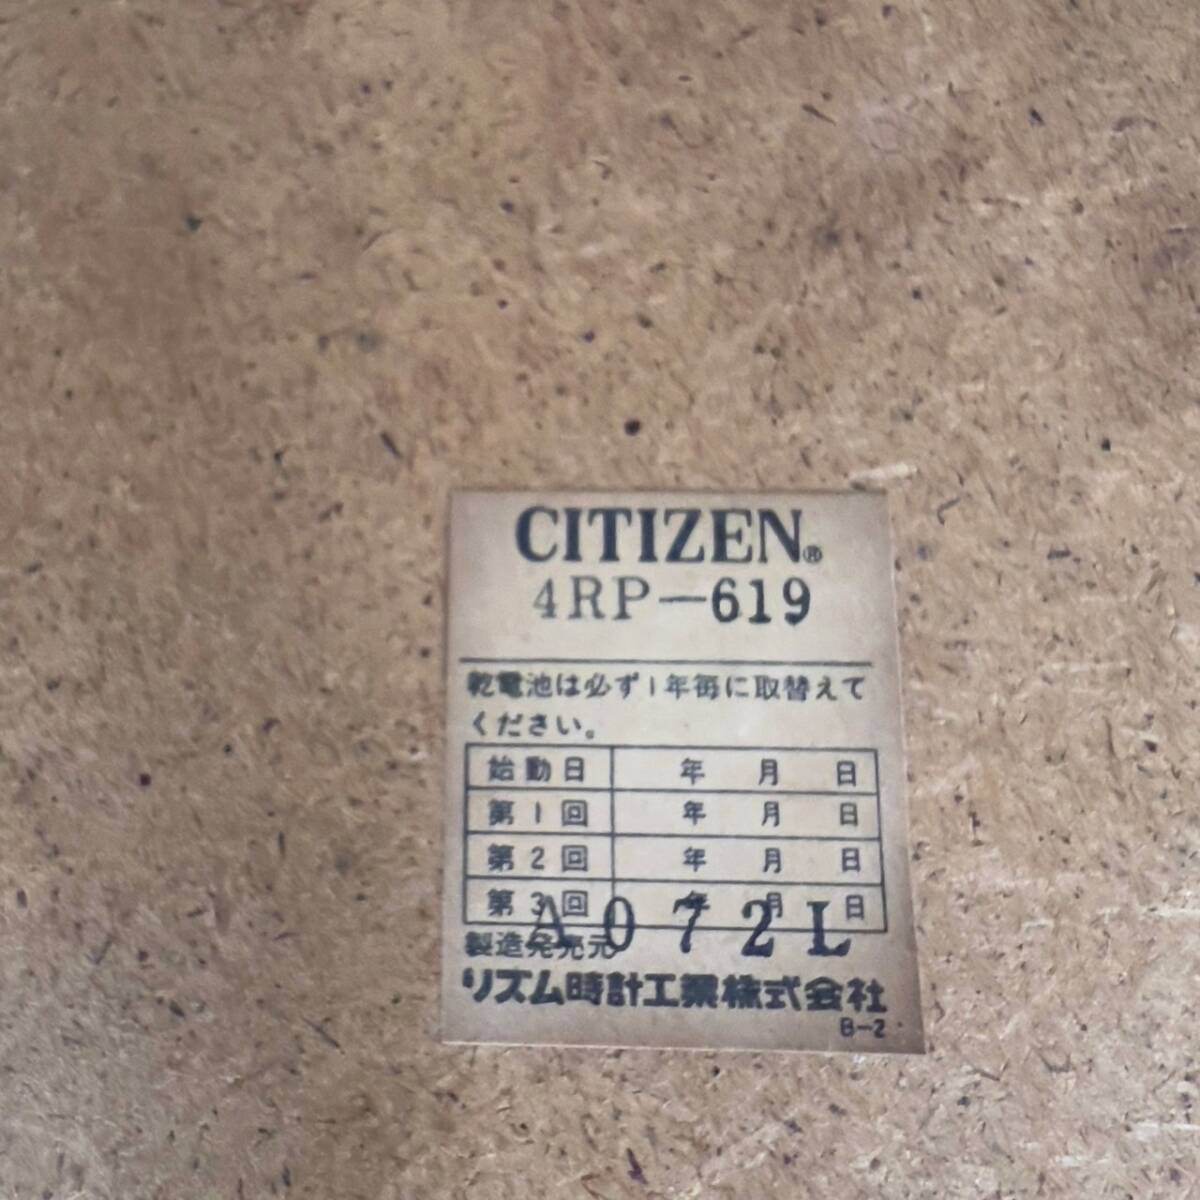 CITIZEN®
4RP-619
乾電池は必ず1年毎に取替えて
ください。
始動日 年 月 日
第1回 年 月 日
第2回 年 月 日
第3回 年 月 日
A072L
製造発売元
リズム時計工業株式会社
B-2